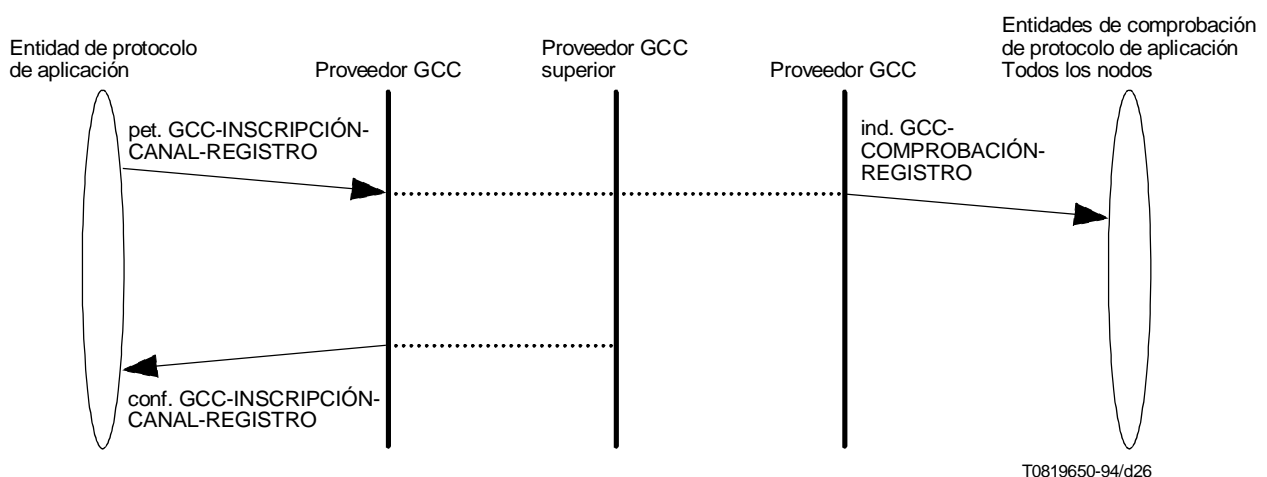 Entidad de protocolo
de aplicación
Proveedor GCC
Proveedor GCC
superior
Proveedor GCC
Entidades de comprobación
de protocolo de aplicación
Todos los nodos
pet. GCC-INSCRIPCIÓN-
CANAL-REGISTRO
ind. GCC-
COMPROBACIÓN-
REGISTRO
conf. GCC-INSCRIPCIÓN-
CANAL-REGISTRO
T0819650-94/d26